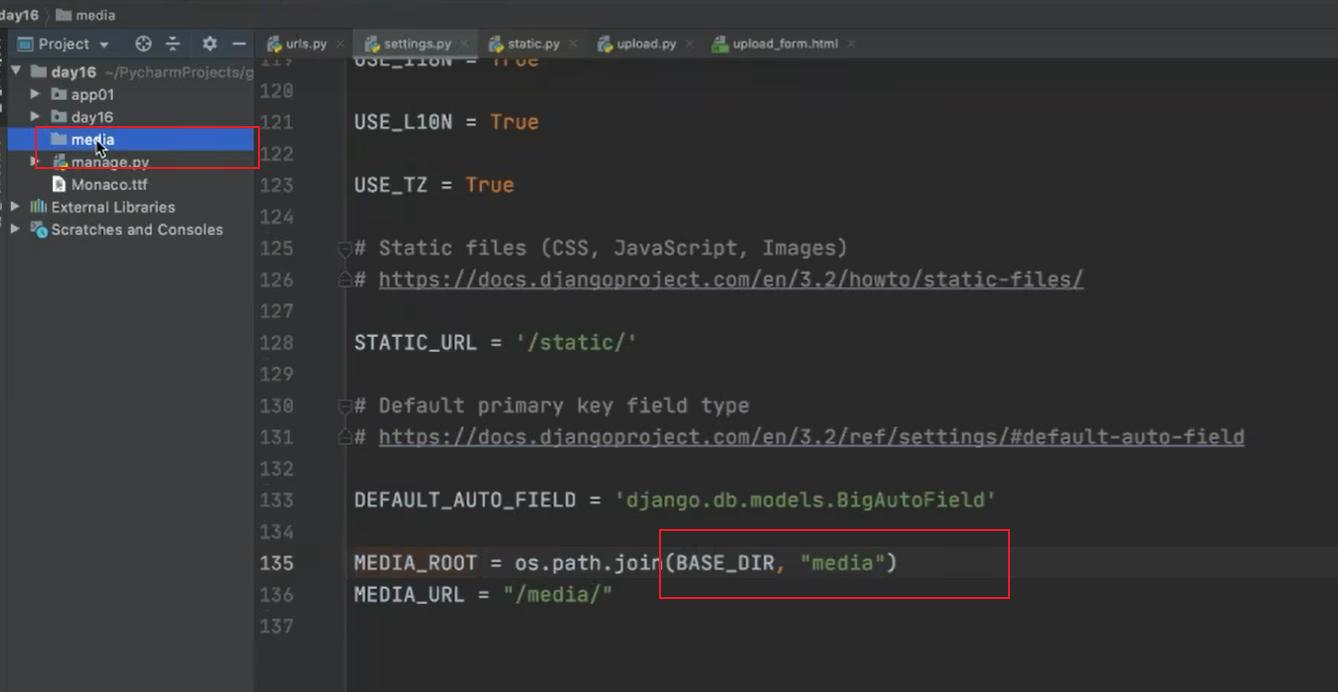 day16 media
Project
urls.py
settings.py
static.py
upload.py
upload_form.html
day16 ~/PycharmProjects/g
app01
day16
media
manage.py
Monaco.ttf
External Libraries
Scratches and Consoles
119 USE_I18N = True
120
121 USE_L10N = True
122
123 USE_TZ = True
124
125 # Static files (CSS, JavaScript, Images)
126 # https://docs.djangoproject.com/en/3.2/howto/static-files/
127
128 STATIC_URL = '/static/'
129
130 # Default primary key field type
131 # https://docs.djangoproject.com/en/3.2/ref/settings/#default-auto-field
132
133 DEFAULT_AUTO_FIELD = 'django.db.models.BigAutoField'
134
135 MEDIA_ROOT = os.path.join(BASE_DIR, "media")
136 MEDIA_URL = "/media/"
137